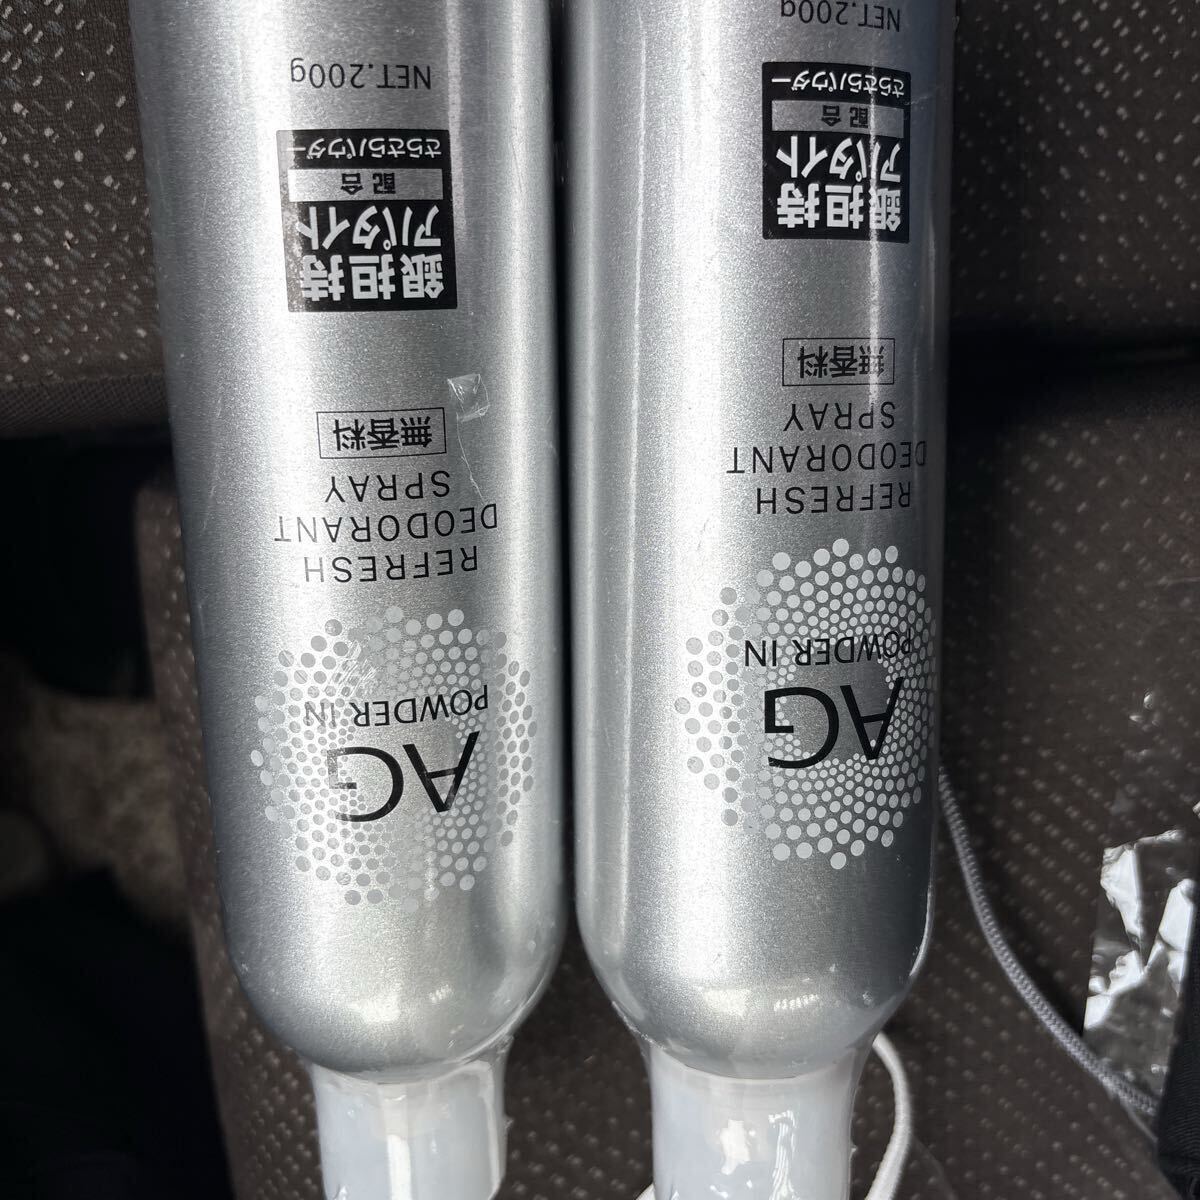 AG
POWDER IN
REFRESH
DEODORANT
SPRAY
無香料
銀担持
アパタイト
配合
さらさらパウダー
NET.200g
AG
POWDER IN
REFRESH
DEODORANT
SPRAY
無香料
銀担持
アパタイト
配合
さらさらパウダー
NET.200g